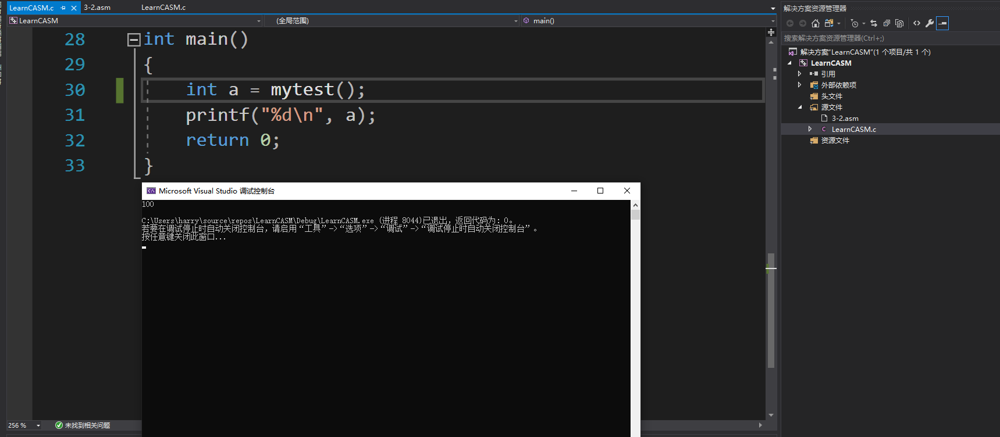 LearnCASM.c
3-2.asm
LearnCASM.c
LearnCASM
(全局范围)
main()
28 int main()
29 {
30 int a = mytest();
31 printf("%d\n", a);
32 return 0;
33 }
Microsoft Visual Studio 调试控制台
100
C:\Users\harry\source\repos\LearnCASM\Debug\LearnCASM.exe (进程 8044)已退出，返回代码为: 0。
若要在调试停止时自动关闭控制台，请启用“工具”->“选项”->“调试”->“调试停止时自动关闭控制台”。
按任意键关闭此窗口...
256 %
未找到相关问题
解决方案资源管理器
搜索解决方案资源管理器(Ctrl+;)
解决方案"LearnCASM"(1 个项目/共 1 个)
LearnCASM
引用
外部依赖项
头文件
源文件
3-2.asm
LearnCASM.c
资源文件